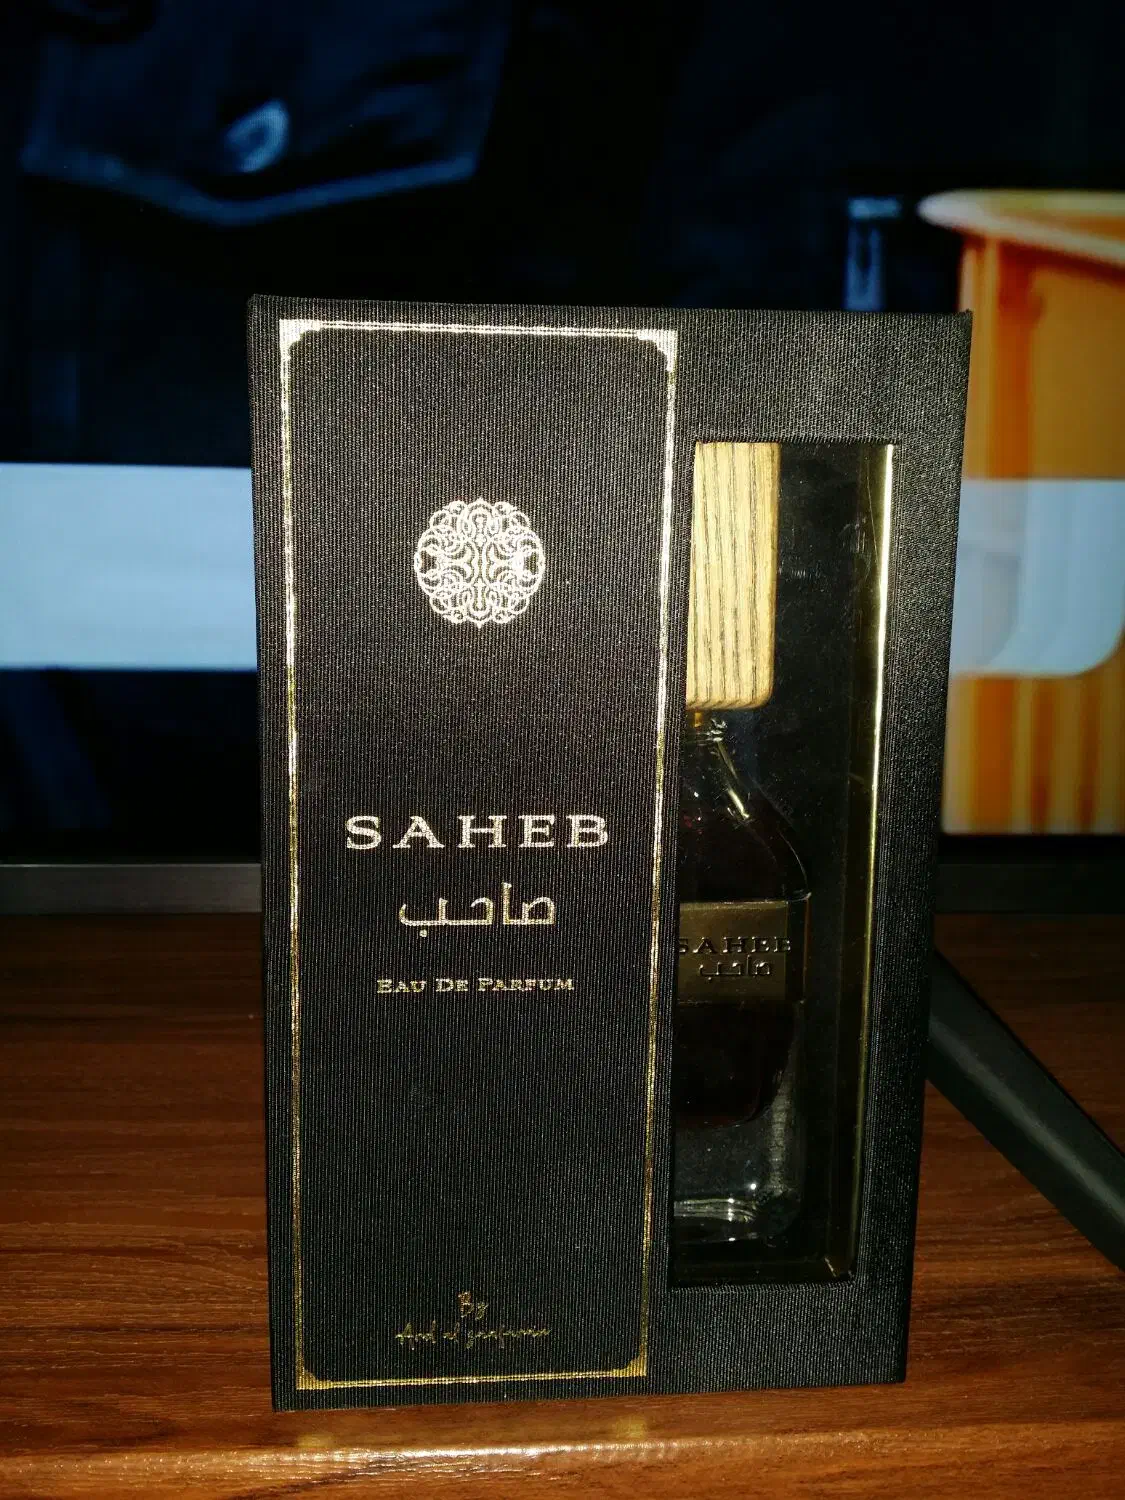 SAHEB
صاحب
EAU DE PARFUM
By
Ard al zaafaran
SAHEB
صاحب